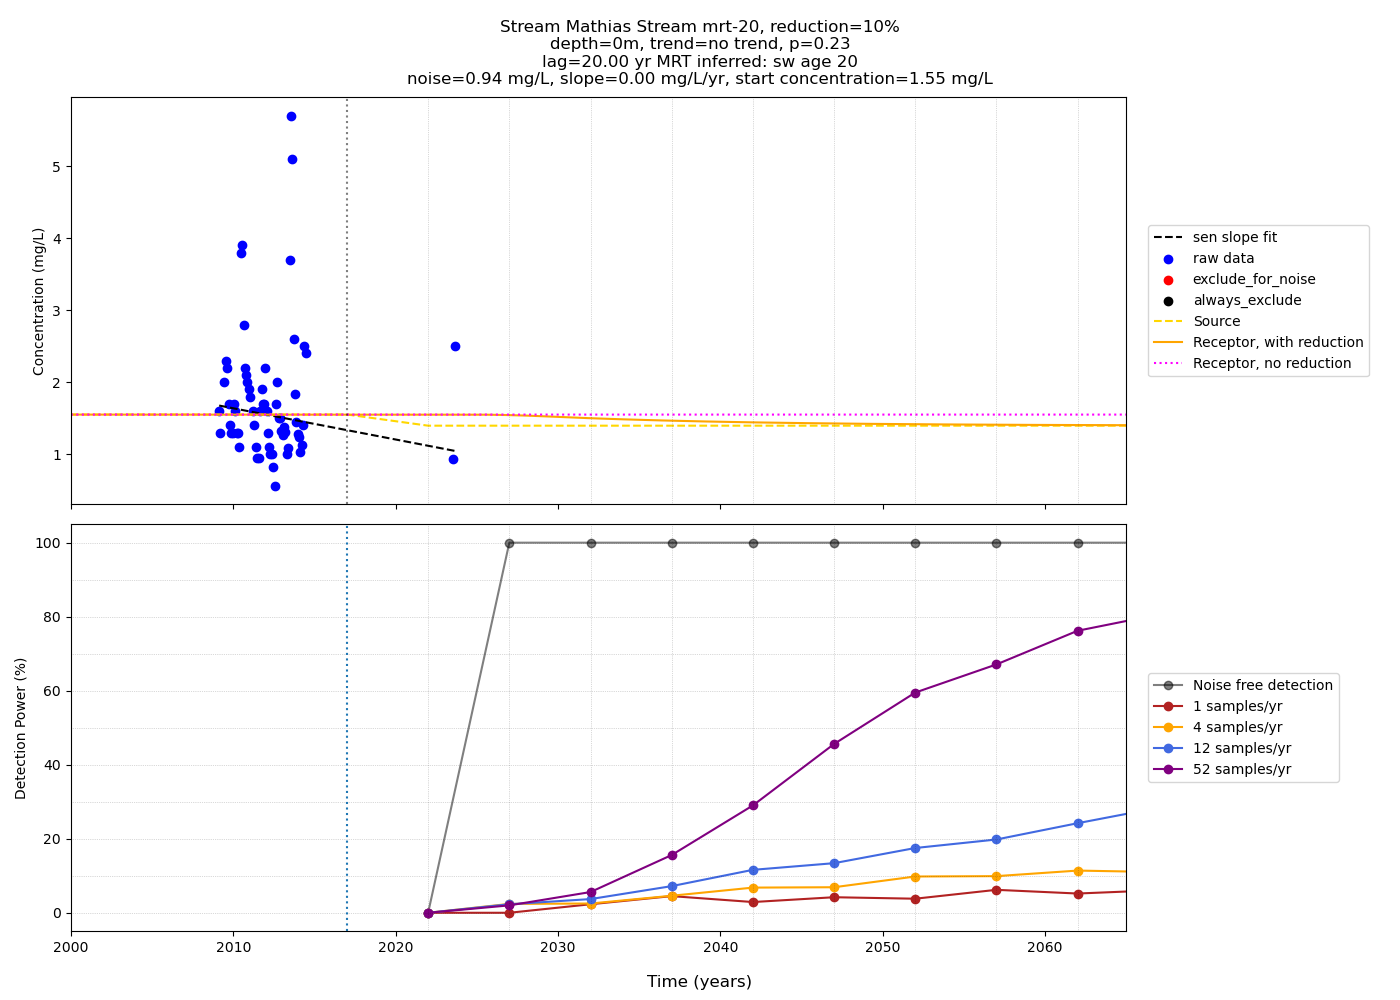 Stream Mathias Stream mrt-20, reduction=10%
depth=0m, trend=no trend, p=0.23
lag=20.00 yr MRT inferred: sw age 20
noise=0.94 mg/L, slope=0.00 mg/L/yr, start concentration=1.55 mg/L
Concentration (mg/L)
5
4
3
2
1
sen slope fit
raw data
exclude_for_noise
always_exclude
Source
Receptor, with reduction
Receptor, no reduction
Detection Power (%)
100
80
60
40
20
0
Noise free detection
1 samples/yr
4 samples/yr
12 samples/yr
52 samples/yr
2000 2010 2020 2030 2040 2050 2060
Time (years)